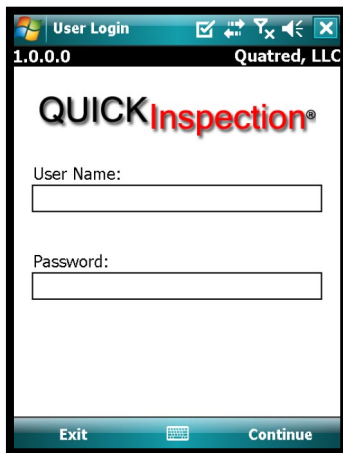 User Login
1.0.0.0 Quatred, LLC
QUICKInspection®
User Name:
Password:
Exit Continue